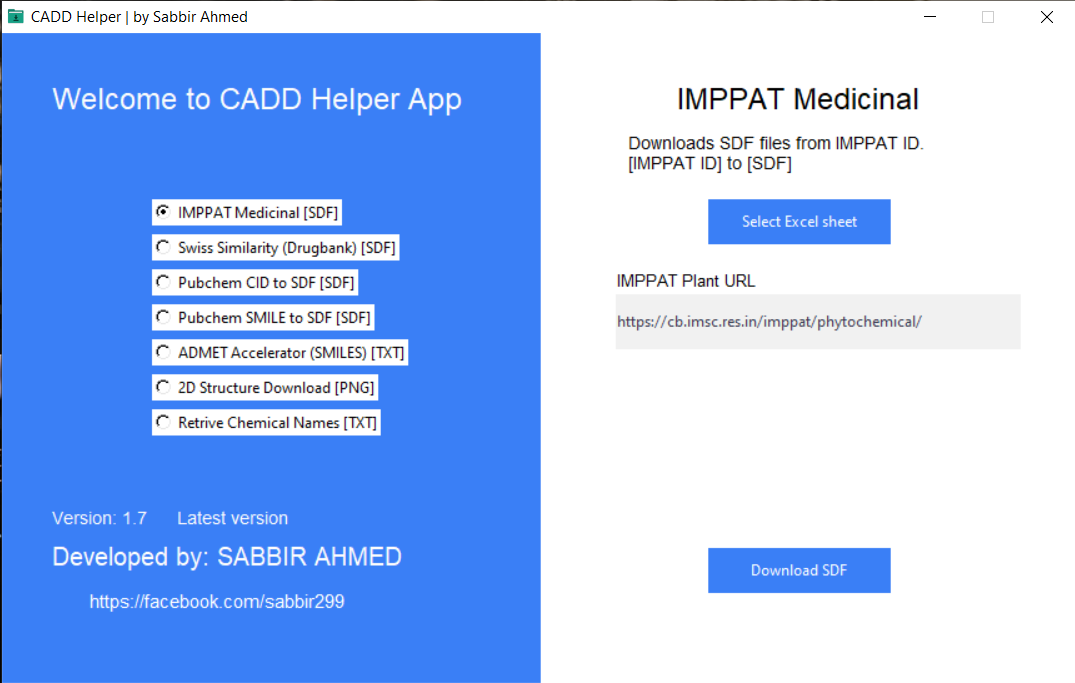 CADD Helper | by Sabbir Ahmed
Welcome to CADD Helper App
IMPPAT Medicinal [SDF]
Swiss Similarity (Drugbank) [SDF]
Pubchem CID to SDF [SDF]
Pubchem SMILE to SDF [SDF]
ADMET Accelerator (SMILES) [TXT]
2D Structure Download [PNG]
Retrive Chemical Names [TXT]
Version: 1.7 Latest version
Developed by: SABBIR AHMED
https://facebook.com/sabbir299
IMPPAT Medicinal
Downloads SDF files from IMPPAT ID.
[IMPPAT ID] to [SDF]
Select Excel sheet
IMPPAT Plant URL
https://cb.imsc.res.in/imppat/phytochemical/
Download SDF